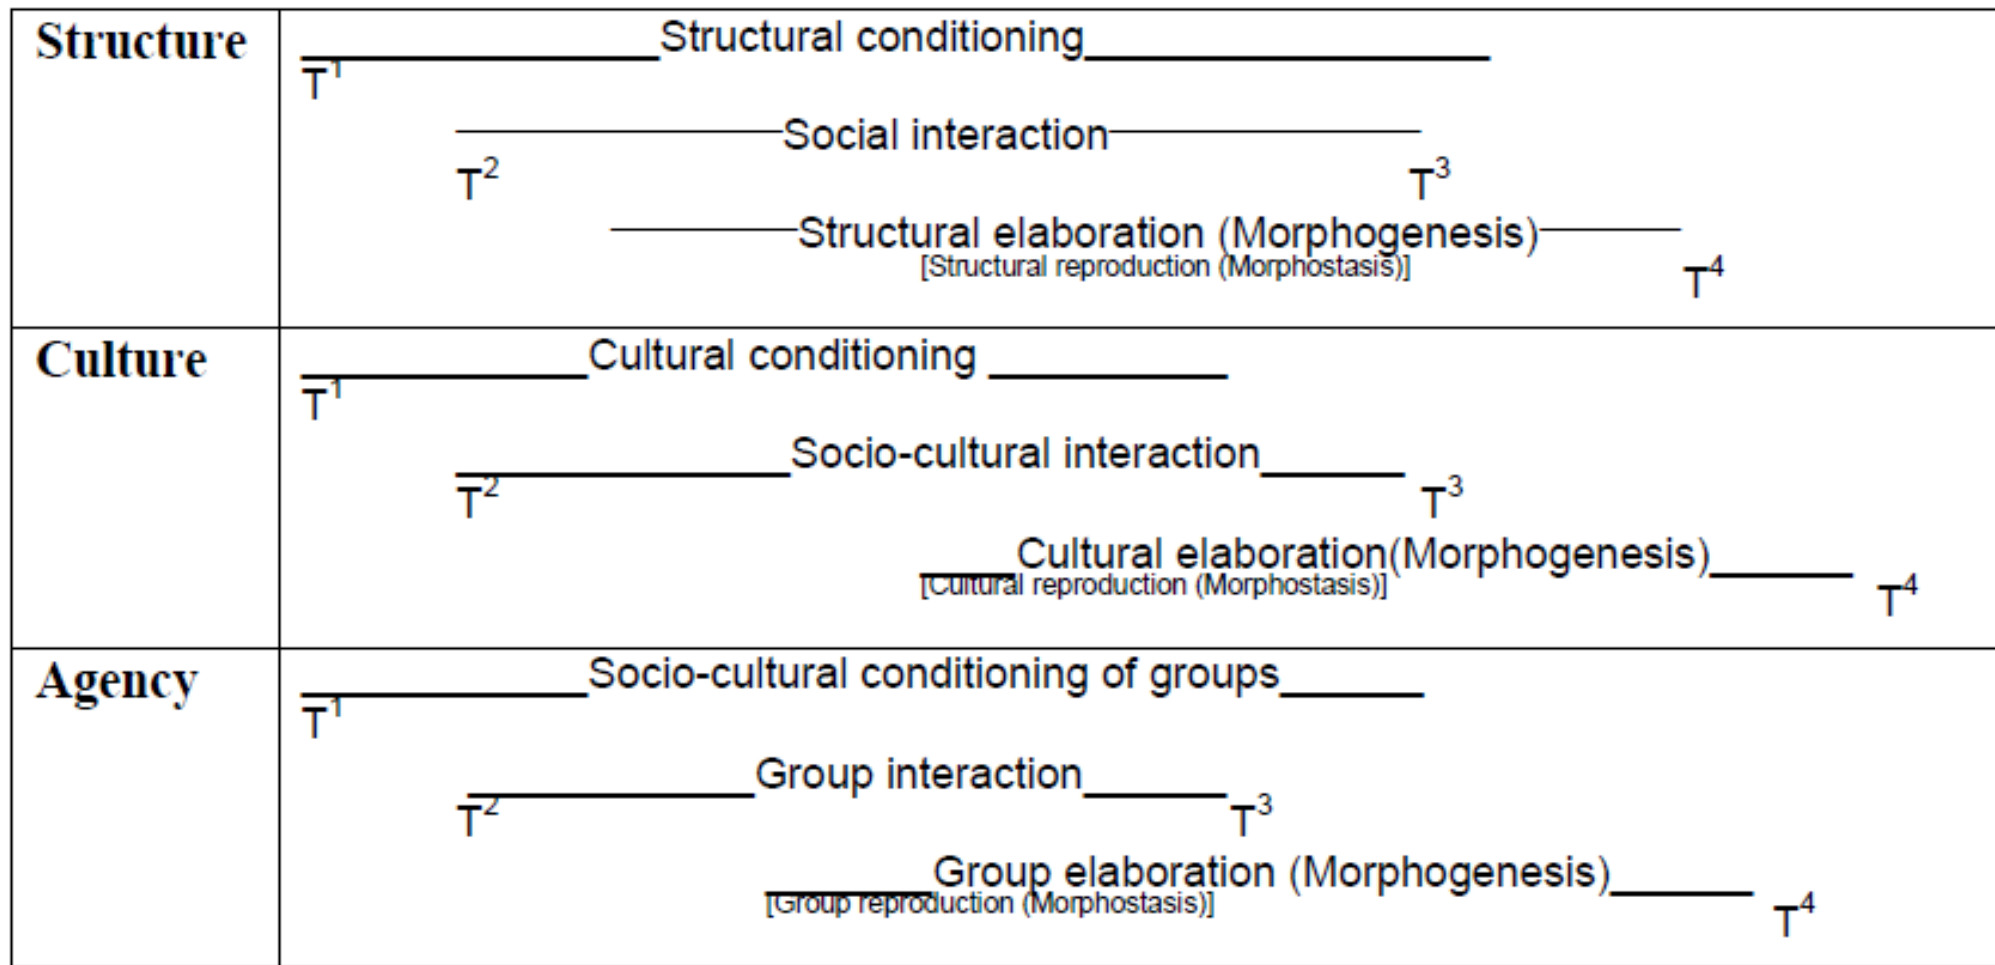 Structure Structural conditioning
T¹
Social interaction
T² T³
Structural elaboration (Morphogenesis)
[Structural reproduction (Morphostasis)]
T⁴
Culture Cultural conditioning
T¹
Socio-cultural interaction
T² T³
Cultural elaboration(Morphogenesis)
[Cultural reproduction (Morphostasis)]
T⁴
Agency Socio-cultural conditioning of groups
T¹
Group interaction
T² T³
Group elaboration (Morphogenesis)
[Group reproduction (Morphostasis)]
T⁴